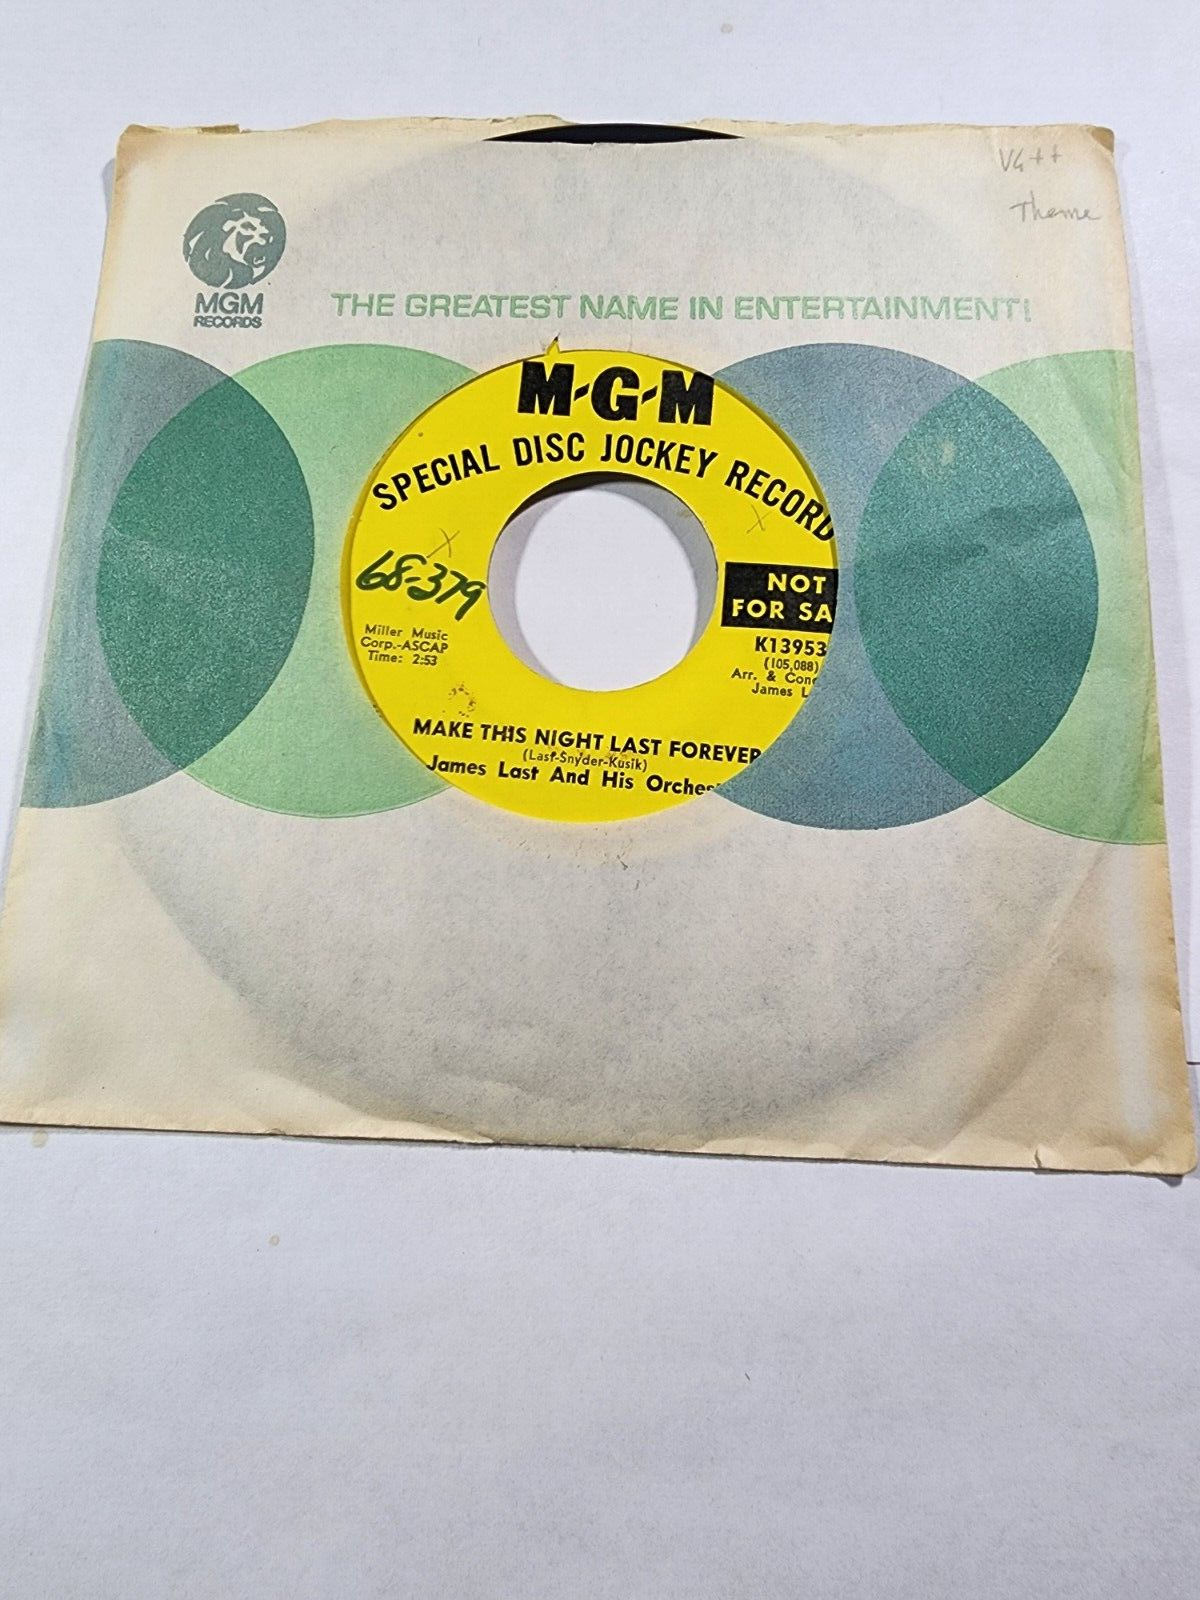 VG++
Theme
MGM
RECORDS
THE GREATEST NAME IN ENTERTAINMENT!
M-G-M
SPECIAL DISC JOCKEY RECORD
68-379
NOT
FOR SA
Miller Music
Corp.-ASCAP
Time: 2:53
K13953
(105,088)
Arr. & Con
James L
MAKE THIS NIGHT LAST FOREVER
(Last-Snyder-Kusik)
James Last And His Orches